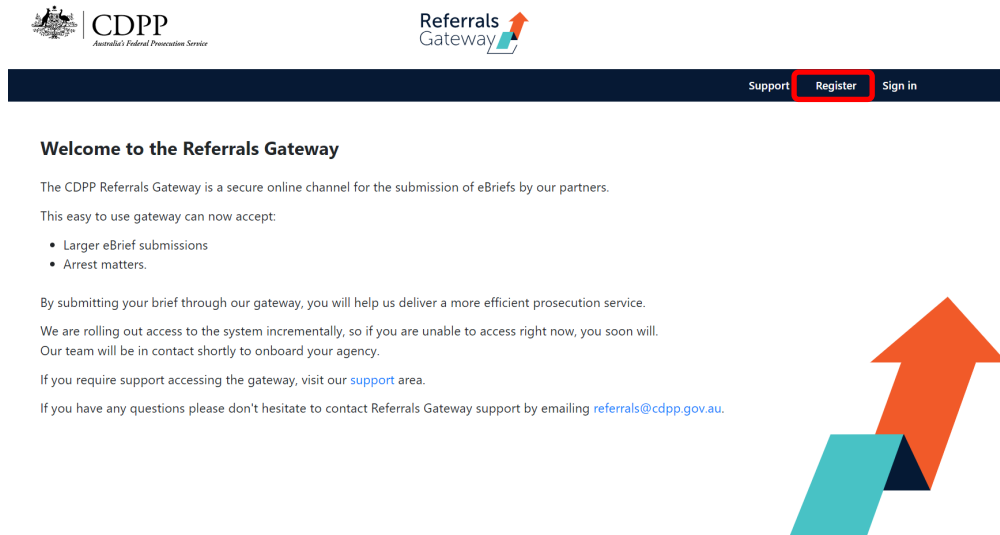 CDPP
Australia's Federal Prosecution Service
Referrals
Gateway
Support Register Sign in
Welcome to the Referrals Gateway
The CDPP Referrals Gateway is a secure online channel for the submission of eBriefs by our partners.
This easy to use gateway can now accept:
• Larger eBrief submissions
• Arrest matters.
By submitting your brief through our gateway, you will help us deliver a more efficient prosecution service.
We are rolling out access to the system incrementally, so if you are unable to access right now, you soon will.
Our team will be in contact shortly to onboard your agency.
If you require support accessing the gateway, visit our support area.
If you have any questions please don't hesitate to contact Referrals Gateway support by emailing referrals@cdpp.gov.au.